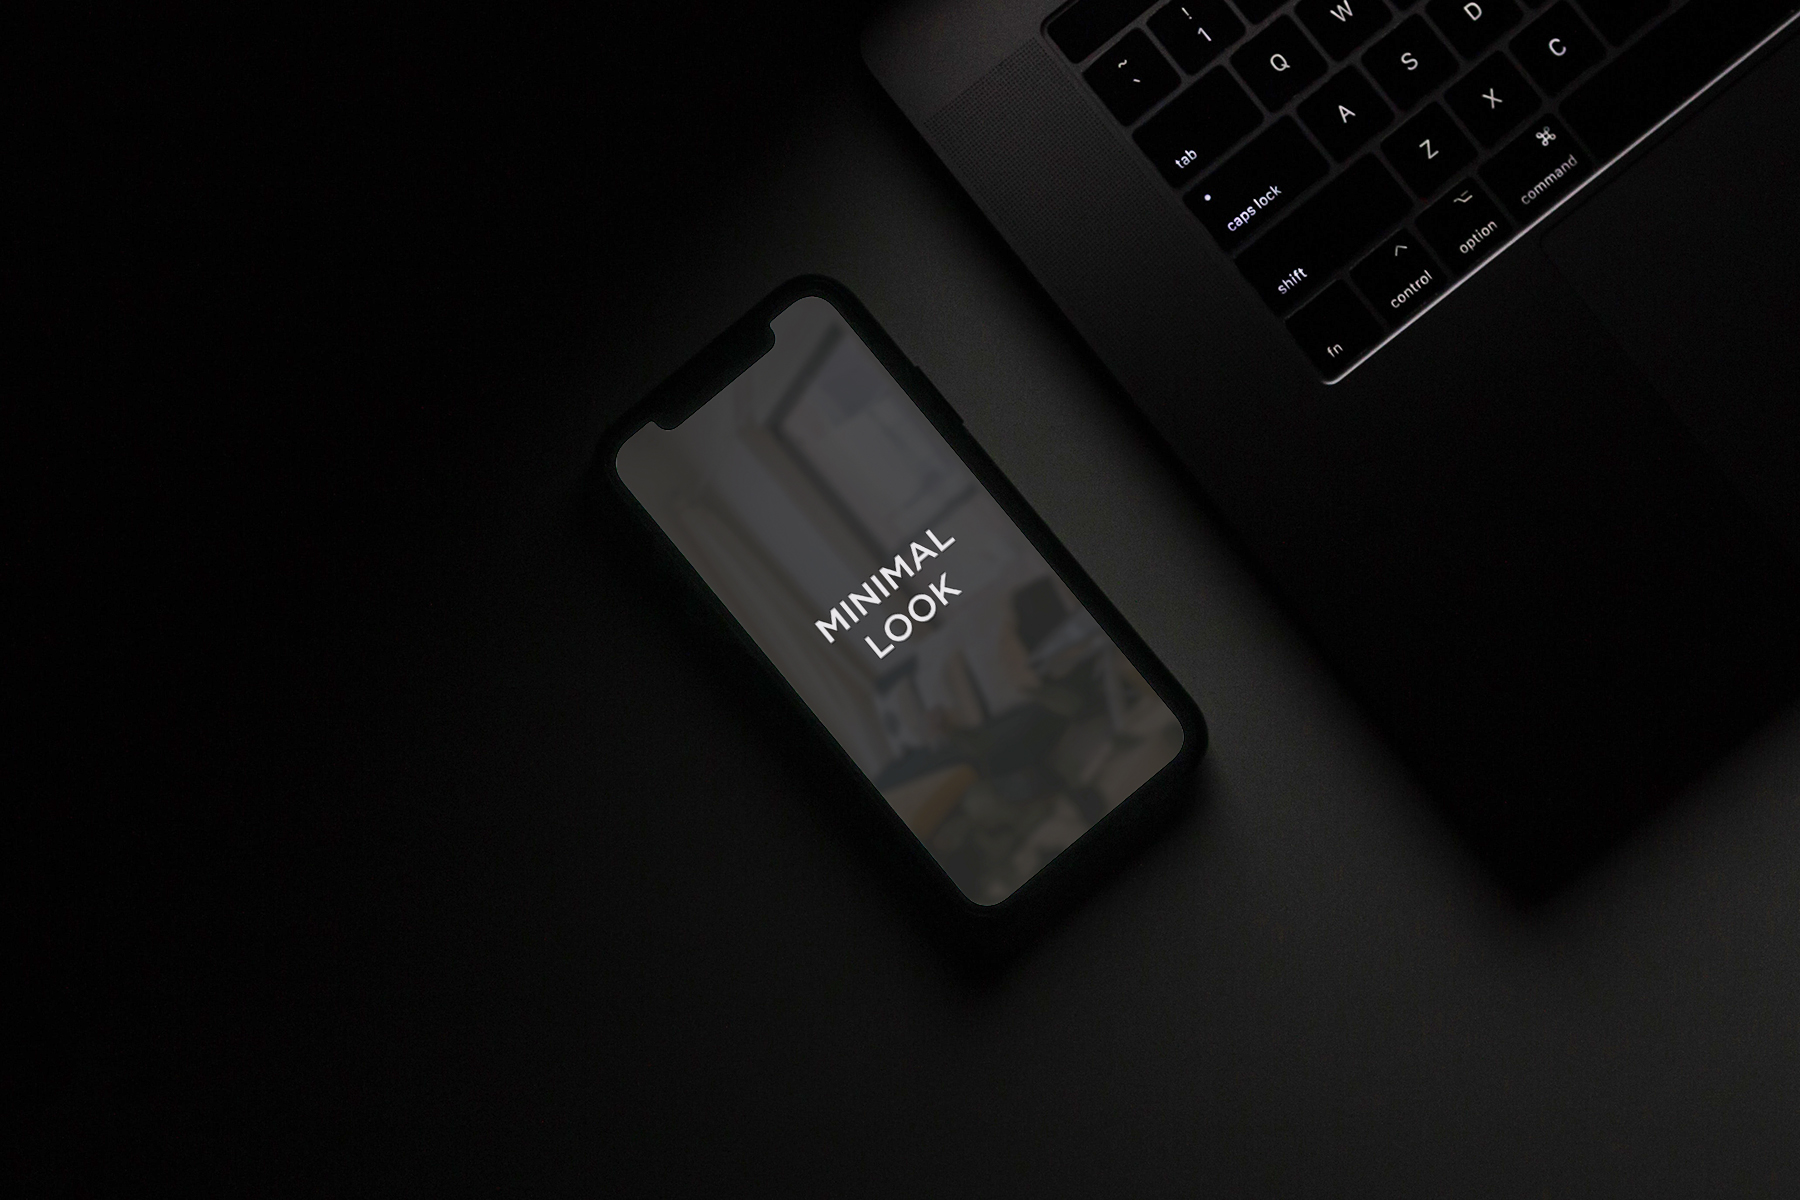 MINIMAL
LOOK
! W D
~ 1 Q S C
` A X
tab Z ⌘
• caps lock ⌥ command
shift ^ option
control
fn